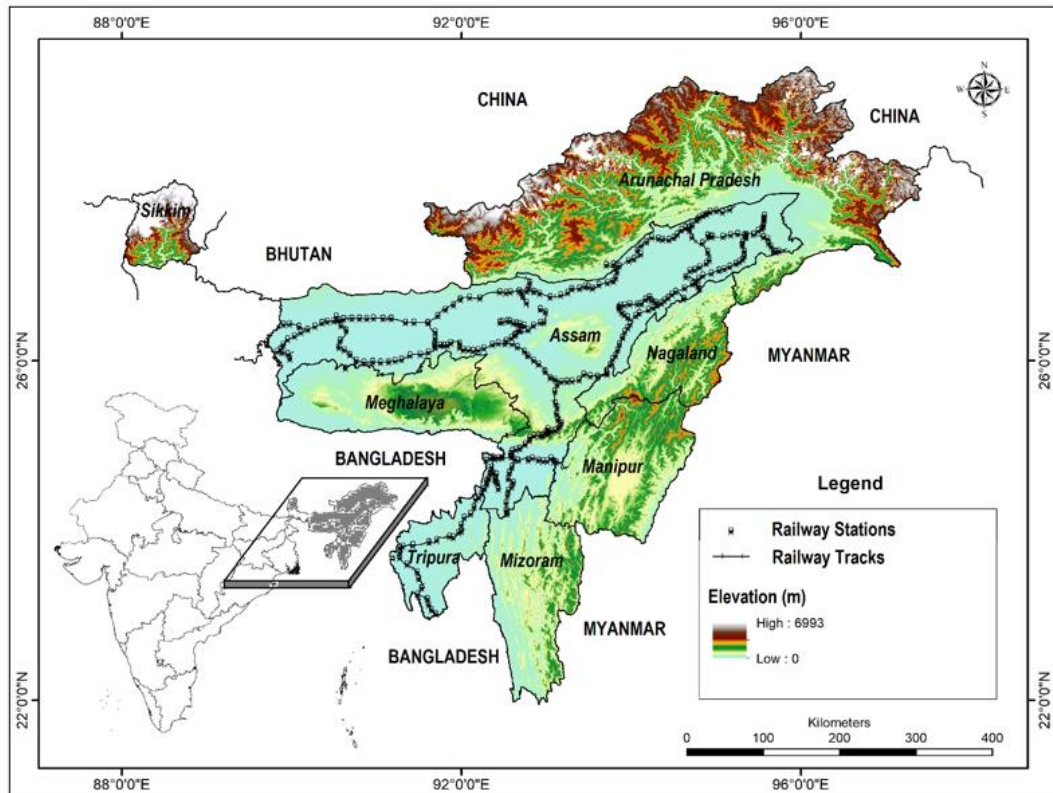 88°0'0"E 92°0'0"E 96°0'0"E
N
W E
S
CHINA
CHINA
Arunachal Pradesh
Sikkim
BHUTAN
Assam
26°0'0"N
26°0'0"N
Nagaland
MYANMAR
Meghalaya
BANGLADESH
Manipur
Legend
Railway Stations
Railway Tracks
Tripura
Mizoram
Elevation (m)
High : 6993
Low : 0
MYANMAR
BANGLADESH
22°0'0"N
22°0'0"N
Kilometers
0 100 200 300 400
88°0'0"E 92°0'0"E 96°0'0"E